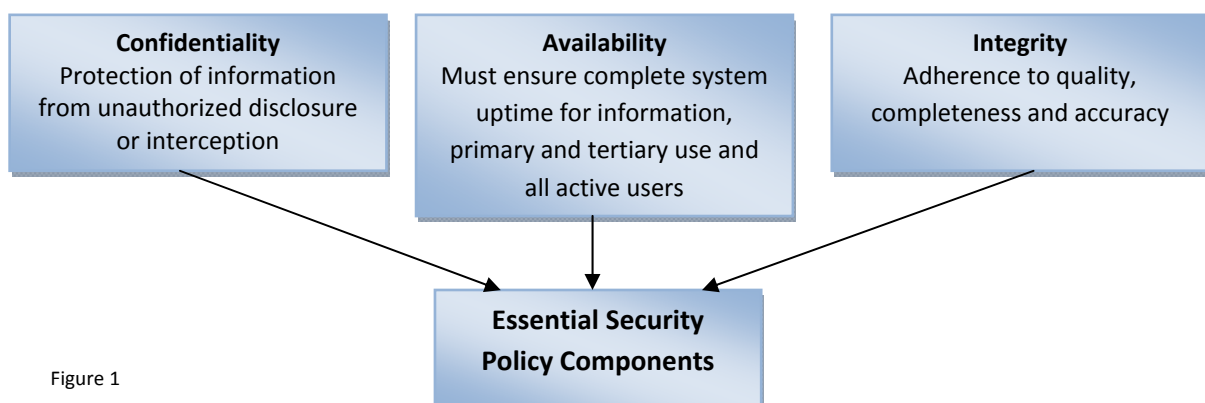 Confidentiality
Protection of information
from unauthorized disclosure
or interception
Availability
Must ensure complete system
uptime for information,
primary and tertiary use and
all active users
Integrity
Adherence to quality,
completeness and accuracy
Essential Security
Policy Components
Figure 1